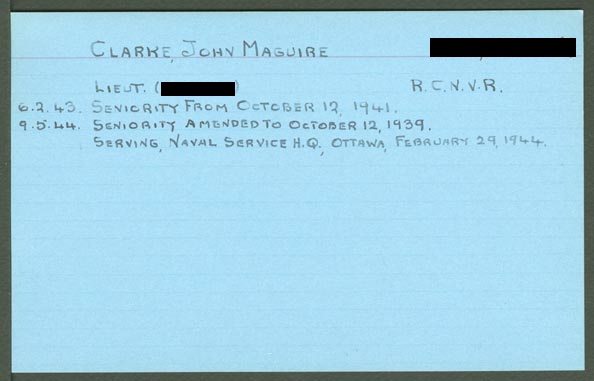 CLARKE, JOHN MAGUIRE
LIEUT. ( ) R.C.N.V.R.
6.2.43. SENIORITY FROM OCTOBER 12, 1941.
9.5.44. SENIORITY AMENDED TO OCTOBER 12, 1939.
SERVING, NAVAL SERVICE H.Q., OTTAWA, FEBRUARY 29, 1944.